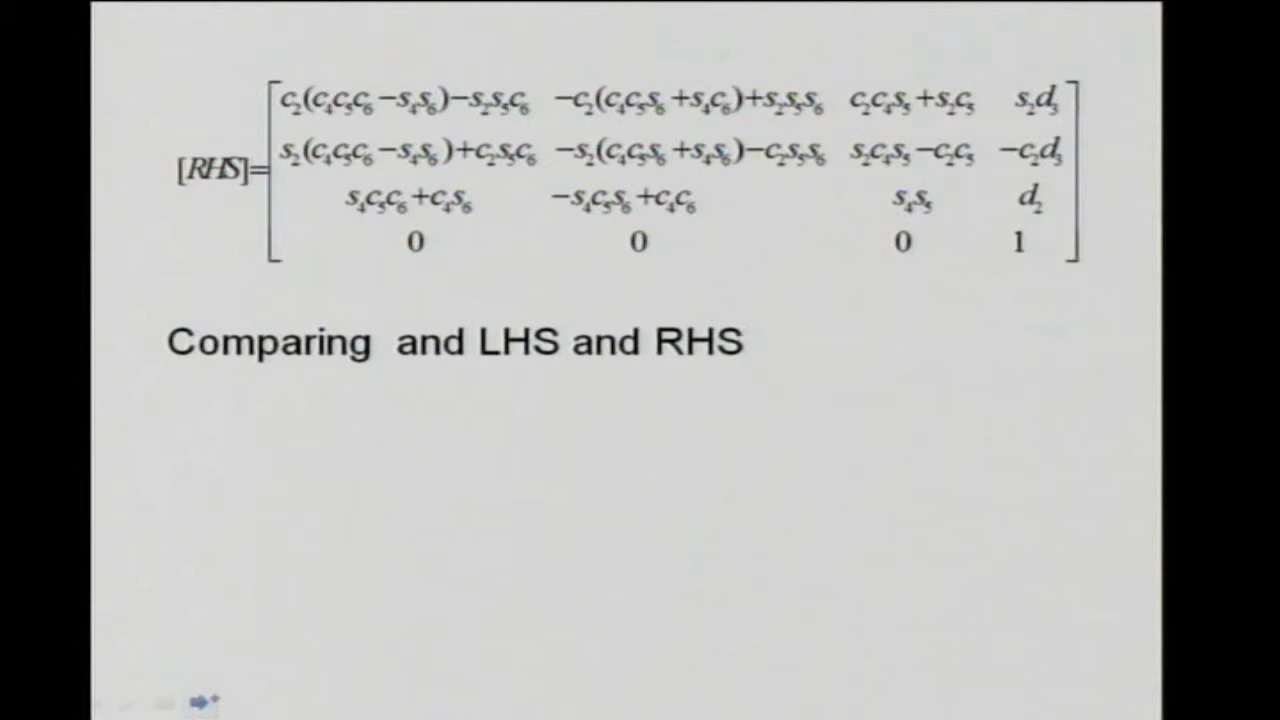 c₂(c₄c₅c₆−s₄s₆)−s₂s₅c₆ −c₂(c₄c₅s₆+s₄c₆)+s₂s₅s₆ c₂c₄s₅+s₂c₅ s₂d₃
[RHS]= s₂(c₄c₅c₆−s₄s₆)+c₂s₅c₆ −s₂(c₄c₅s₆+s₄s₆)−c₂s₅s₆ s₂c₄s₅−c₂c₅ −c₂d₃
s₄c₅c₆+c₄s₆ −s₄c₅s₆+c₄c₆ s₄s₅ d₂
0 0 0 1
Comparing and LHS and RHS